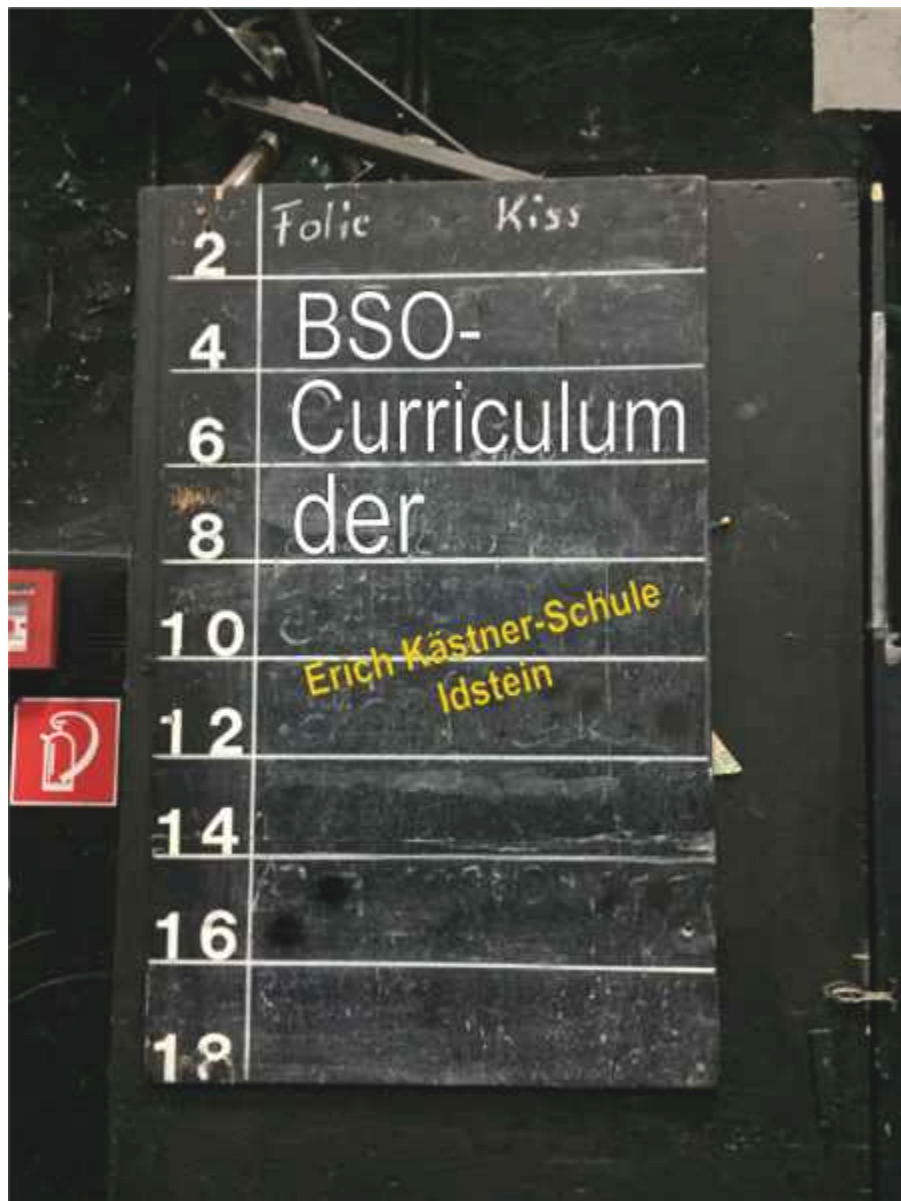 2 Folie Kiss
4 BSO-
6 Curriculum
8 der
10
Erich Kästner-Schule
Idstein
12
14
16
18